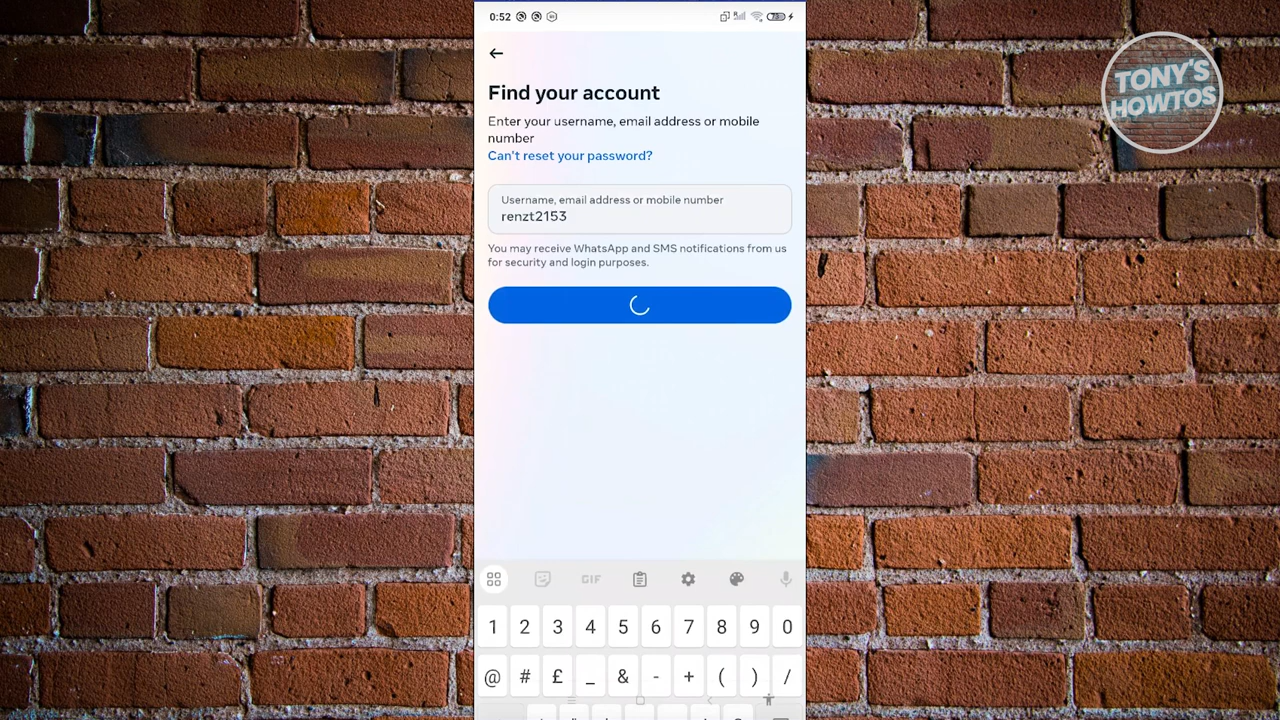 0:52
TONY'S
HOWTOS
Find your account
Enter your username, email address or mobile
number
Can't reset your password?
Username, email address or mobile number
renzt2153
You may receive WhatsApp and SMS notifications from us
for security and login purposes.
GIF
1 2 3 4 5 6 7 8 9 0
@ # £ _ & - + ( ) /